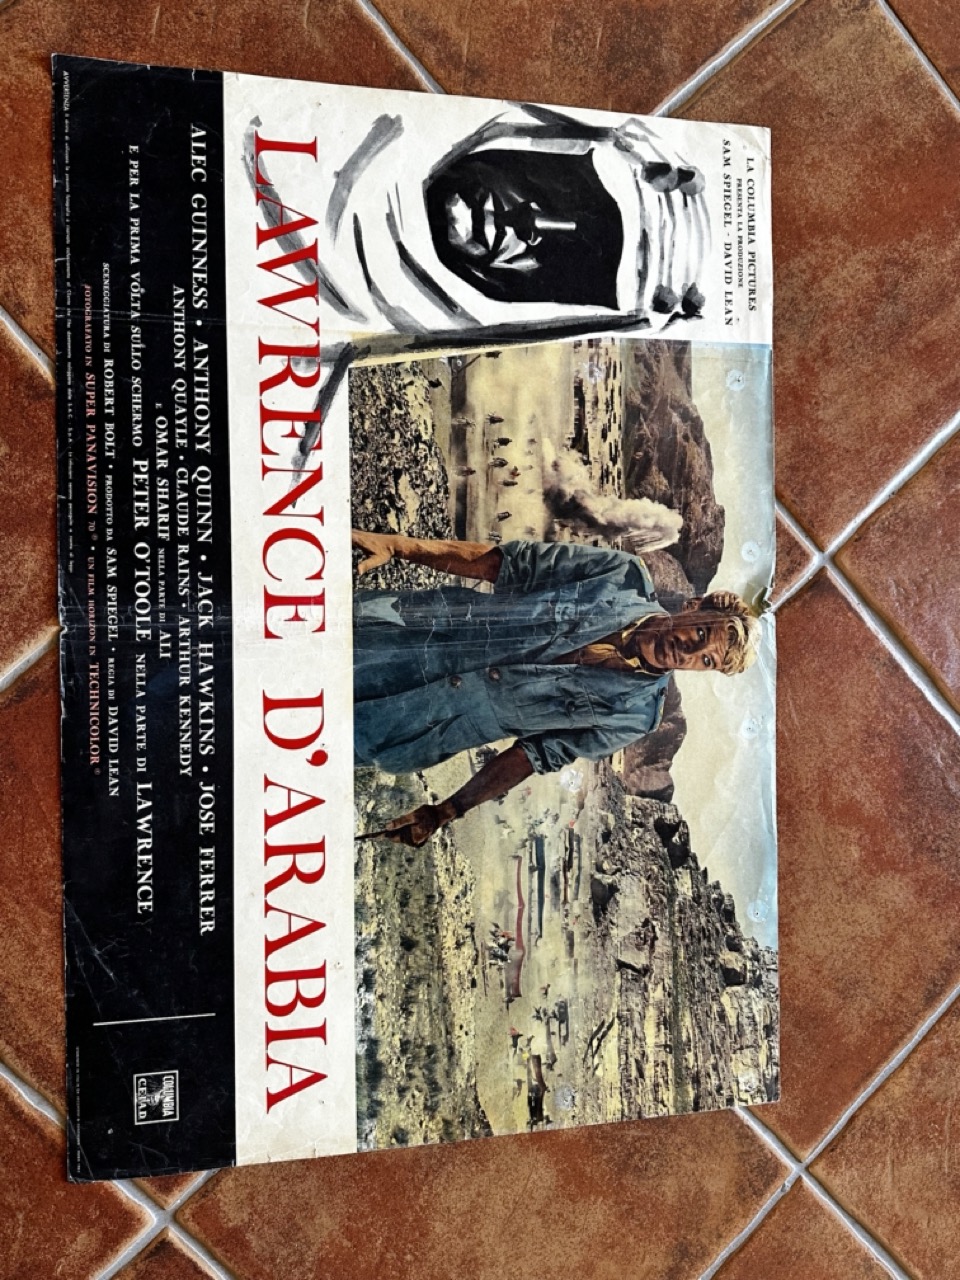 LA COLUMBIA PICTURES
PRESENTA LA PRODUZIONE
SAM SPIEGEL - DAVID LEAN
LAWRENCE D'ARABIA
ALEC GUINNESS • ANTHONY QUINN • JACK HAWKINS • JOSE FERRER
ANTHONY QUAYLE • CLAUDE RAINS • ARTHUR KENNEDY
E OMAR SHARIF NELLA PARTE DI ALI
E PER LA PRIMA VOLTA SULLO SCHERMO PETER O'TOOLE NELLA PARTE DI LAWRENCE
SCENEGGIATURA DI ROBERT BOLT • PRODOTTO DA SAM SPIEGEL • REGIA DI DAVID LEAN
FOTOGRAFATO IN SUPER PANAVISION 70® • UN FILM HORIZON IN TECHNICOLOR®
COLUMBIA
C.E.I.A.D.
AVVERTENZA